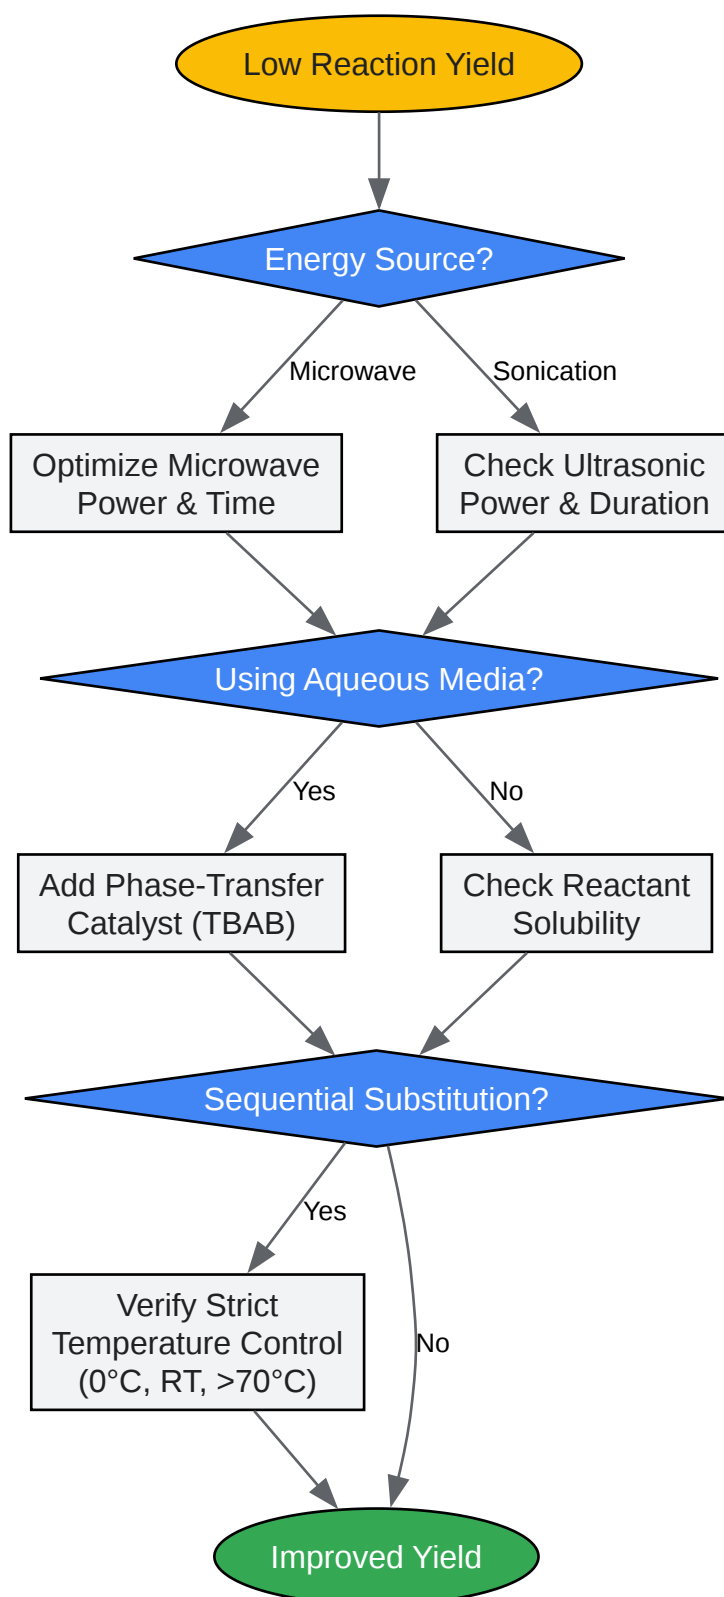 Low Reaction Yield
Energy Source?
Microwave
Sonication
Optimize Microwave
Power & Time
Check Ultrasonic
Power & Duration
Using Aqueous Media?
Yes
No
Add Phase-Transfer
Catalyst (TBAB)
Check Reactant
Solubility
Sequential Substitution?
Yes
Verify Strict
Temperature Control
(0°C, RT, >70°C)
No
Improved Yield